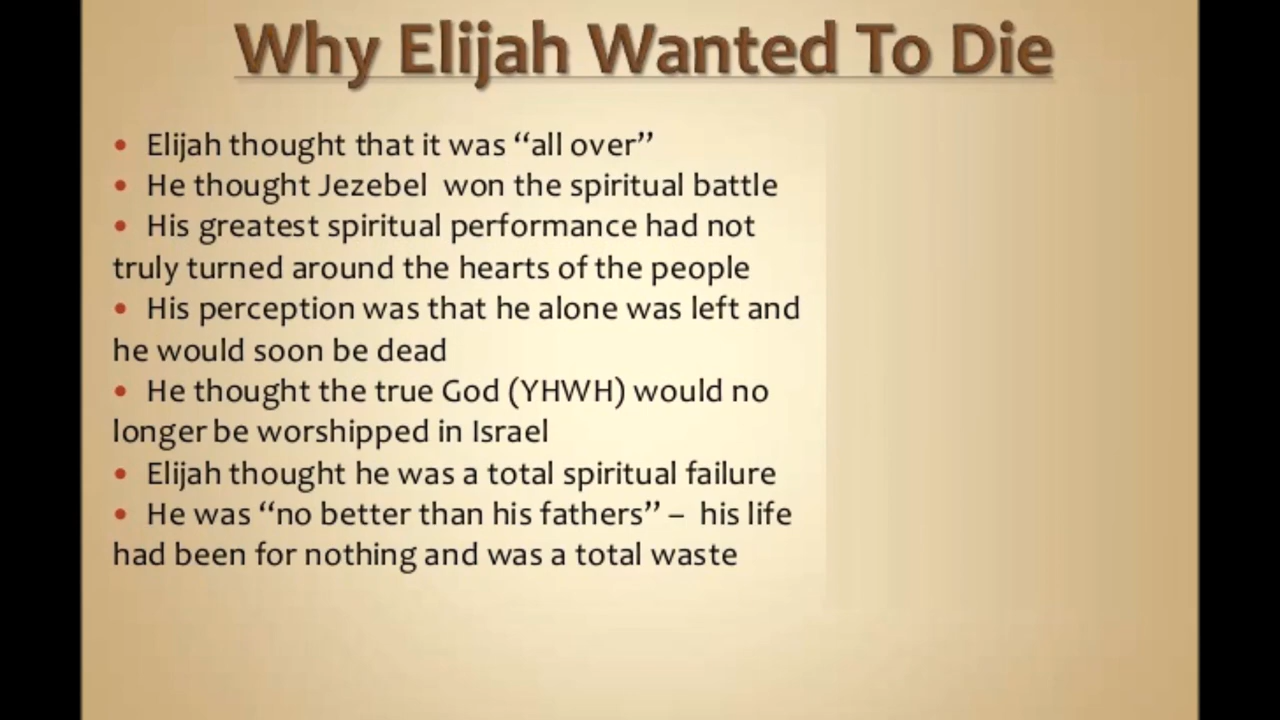 Why Elijah Wanted To Die
• Elijah thought that it was “all over”
• He thought Jezebel won the spiritual battle
• His greatest spiritual performance had not
truly turned around the hearts of the people
• His perception was that he alone was left and
he would soon be dead
• He thought the true God (YHWH) would no
longer be worshipped in Israel
• Elijah thought he was a total spiritual failure
• He was “no better than his fathers” – his life
had been for nothing and was a total waste